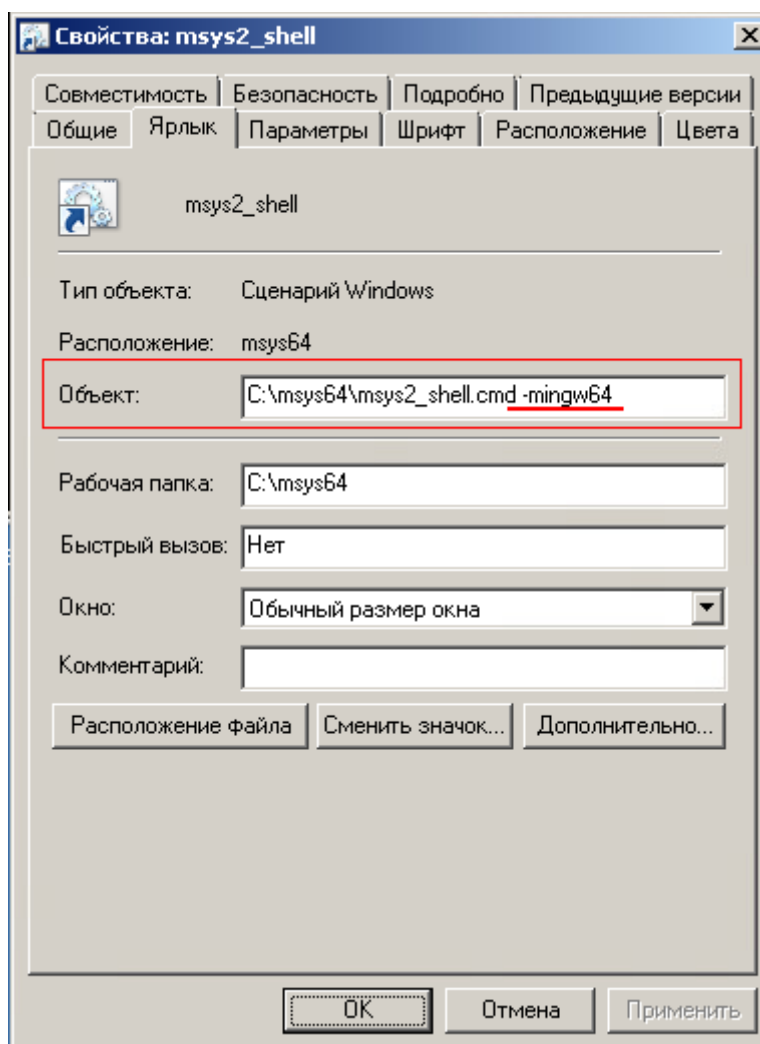 Свойства: msys2_shell
Совместимость Безопасность Подробно Предыдущие версии
Общие Ярлык Параметры Шрифт Расположение Цвета
msys2_shell
Тип объекта: Сценарий Windows
Расположение: msys64
Объект: C:\msys64\msys2_shell.cmd -mingw64
Рабочая папка: C:\msys64
Быстрый вызов: Нет
Окно: Обычный размер окна
Комментарий:
Расположение файла Сменить значок... Дополнительно...
OK Отмена Применить